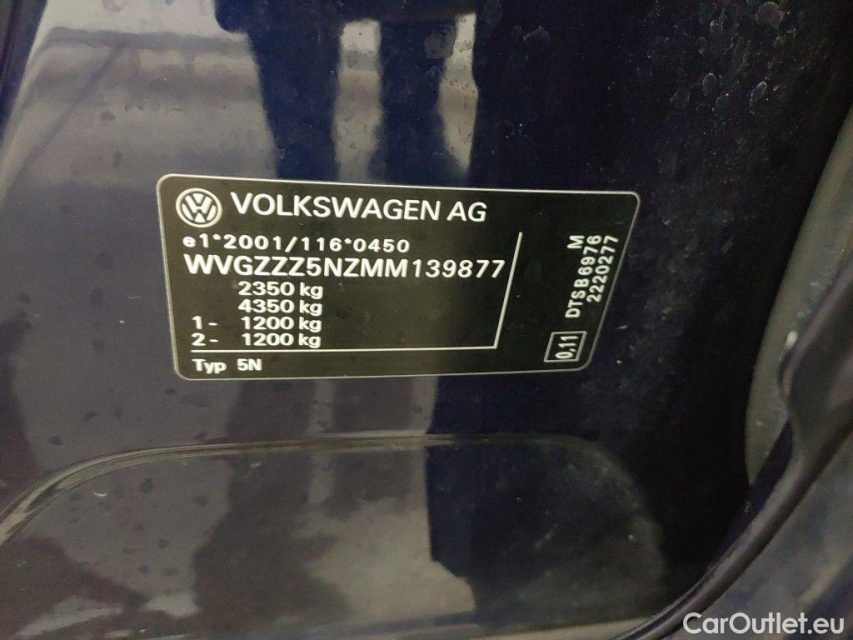 VOLKSWAGEN AG
e1*2001/116*0450
WVGZZZ5NZMM139877
2350 kg
4350 kg
1- 1200 kg
2- 1200 kg
Typ 5N
M
DTSB6976
2220277
0,11
CarOutlet.eu